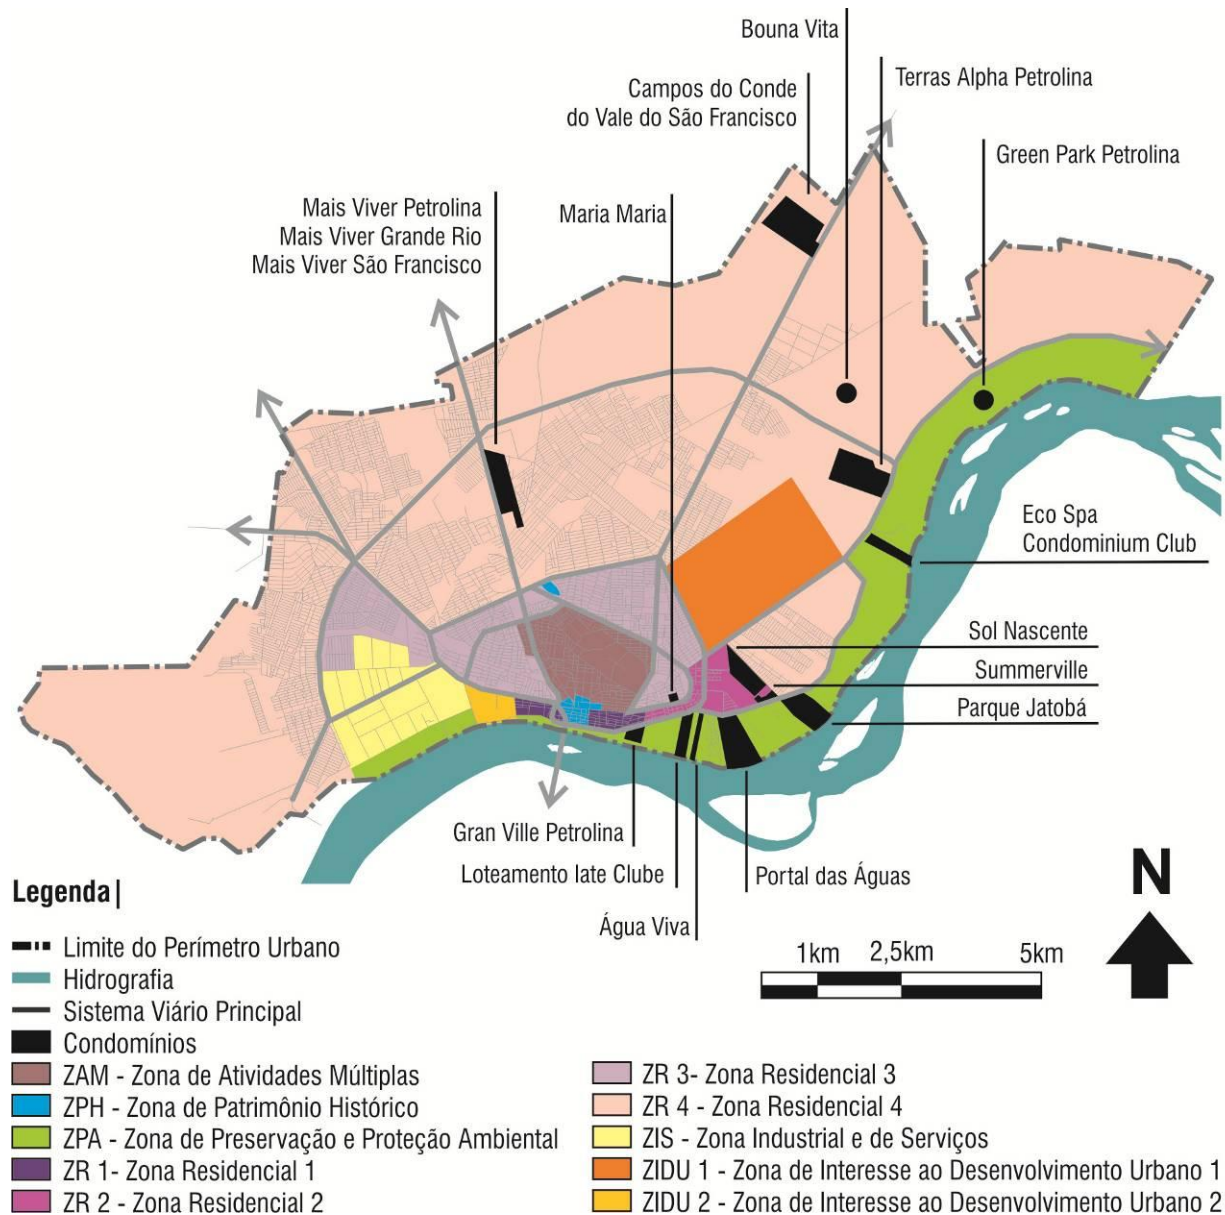 Bouna Vita
Terras Alpha Petrolina
Campos do Conde
do Vale do São Francisco
Green Park Petrolina
Mais Viver Petrolina
Mais Viver Grande Rio
Mais Viver São Francisco
Maria Maria
Eco Spa
Condominium Club
Sol Nascente
Summerville
Parque Jatobá
Gran Ville Petrolina
Loteamento Iate Clube
Portal das Águas
Água Viva
N
1km 2,5km 5km
Legenda|
Limite do Perímetro Urbano
Hidrografia
Sistema Viário Principal
Condomínios
ZAM - Zona de Atividades Múltiplas
ZPH - Zona de Patrimônio Histórico
ZPA - Zona de Preservação e Proteção Ambiental
ZR 1- Zona Residencial 1
ZR 2 - Zona Residencial 2
ZR 3- Zona Residencial 3
ZR 4 - Zona Residencial 4
ZIS - Zona Industrial e de Serviços
ZIDU 1 - Zona de Interesse ao Desenvolvimento Urbano 1
ZIDU 2 - Zona de Interesse ao Desenvolvimento Urbano 2